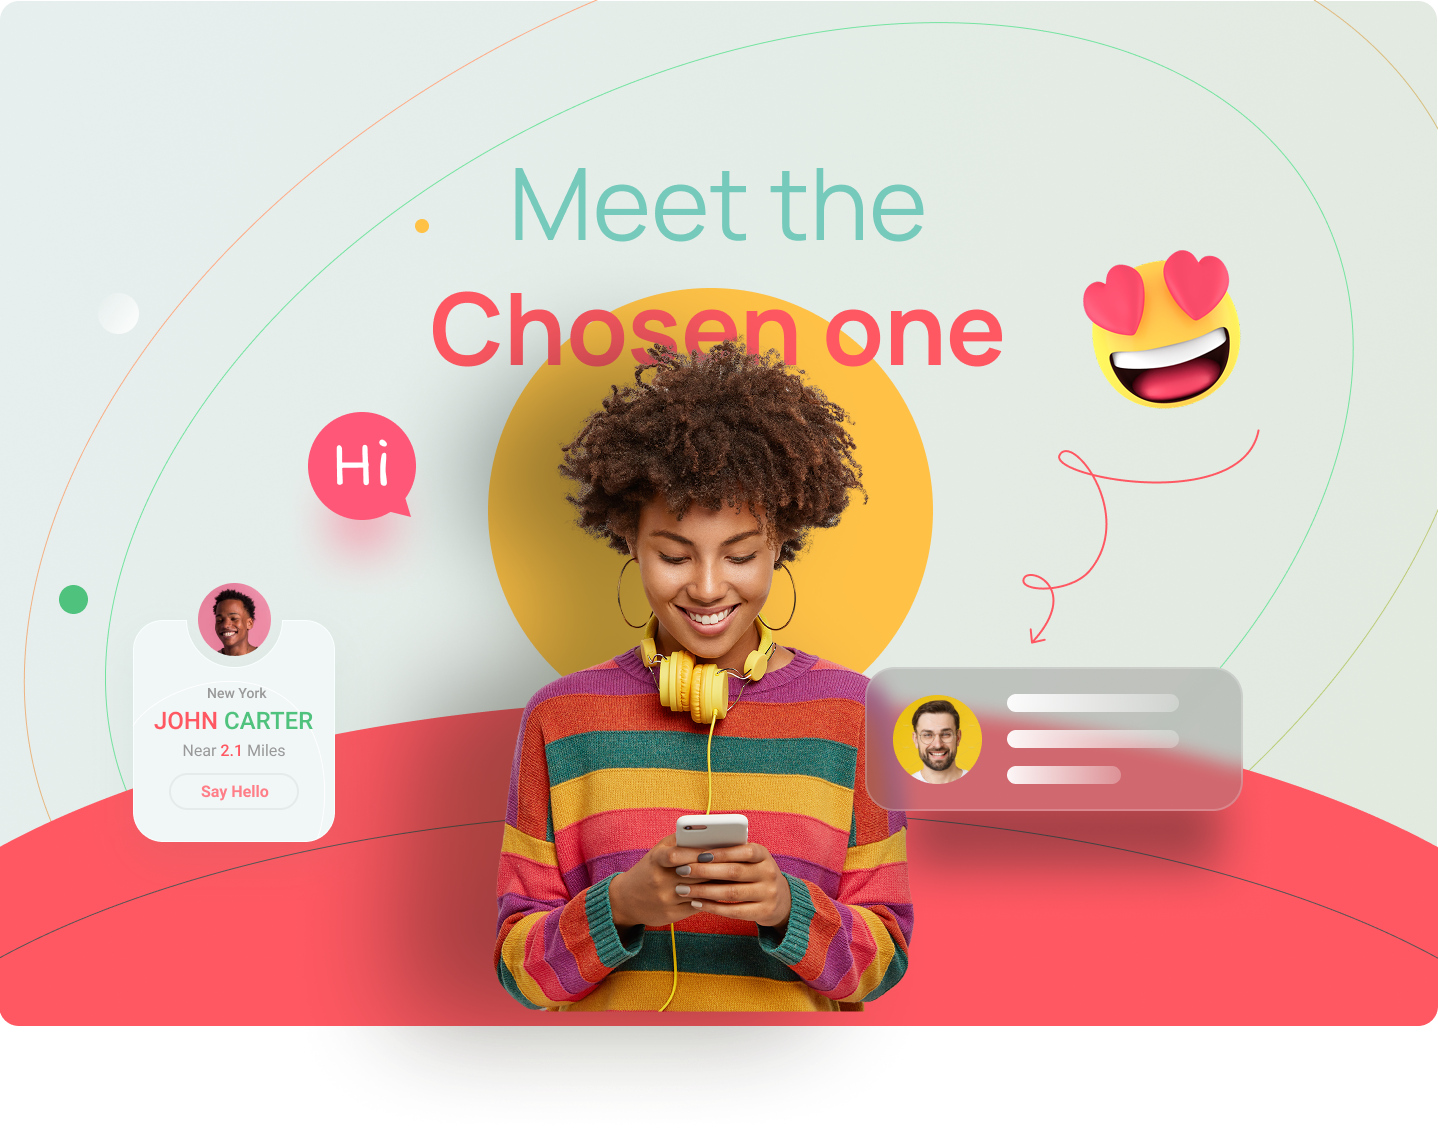 Meet the
Chosen one
Hi
New York
JOHN CARTER
Near 2.1 Miles
Say Hello